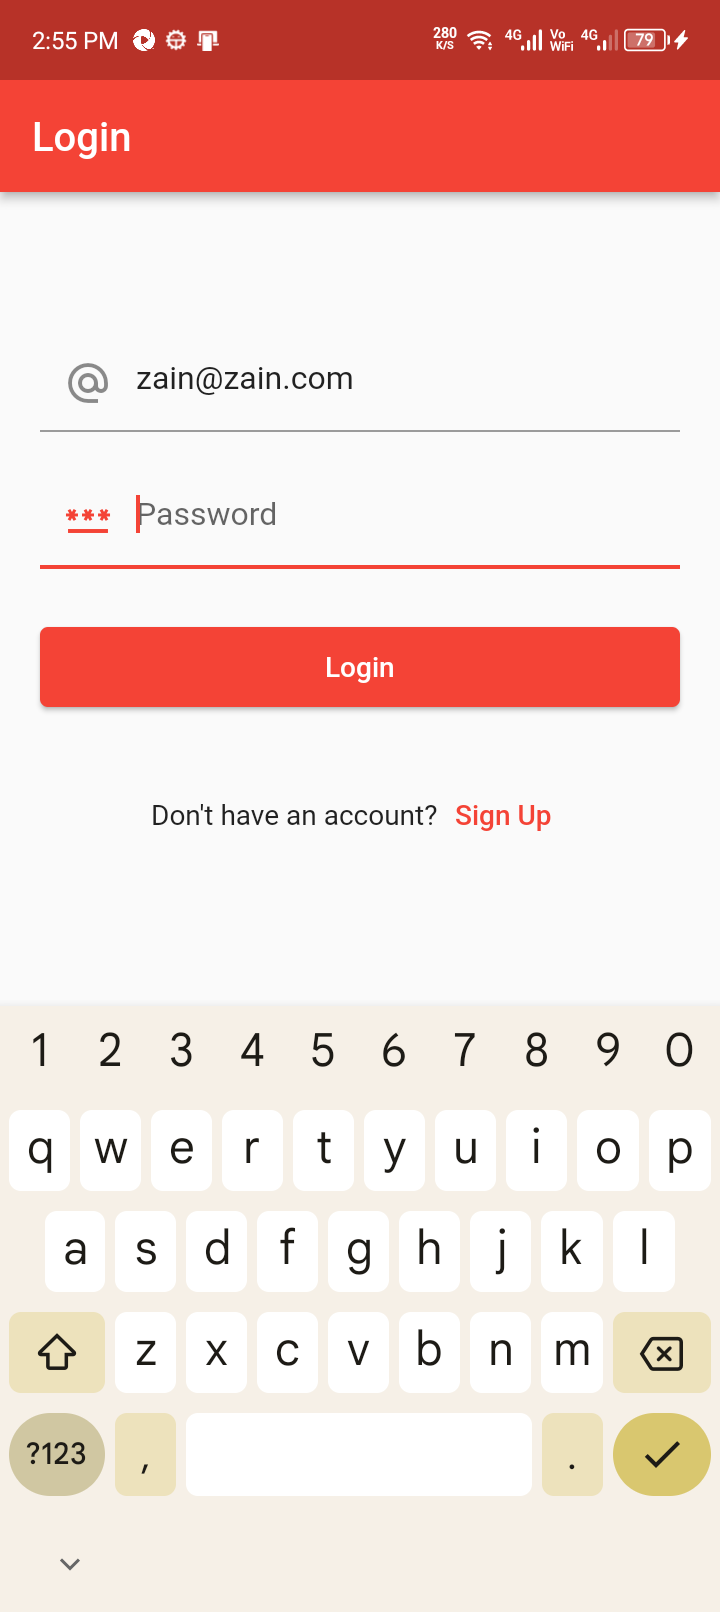 2:55 PM 280 K/S 4G Vo WiFi 4G 79
Login
zain@zain.com
*** Password
Login
Don't have an account? Sign Up
1 2 3 4 5 6 7 8 9 0
q w e r t y u i o p
a s d f g h j k l
z x c v b n m
?123 , .